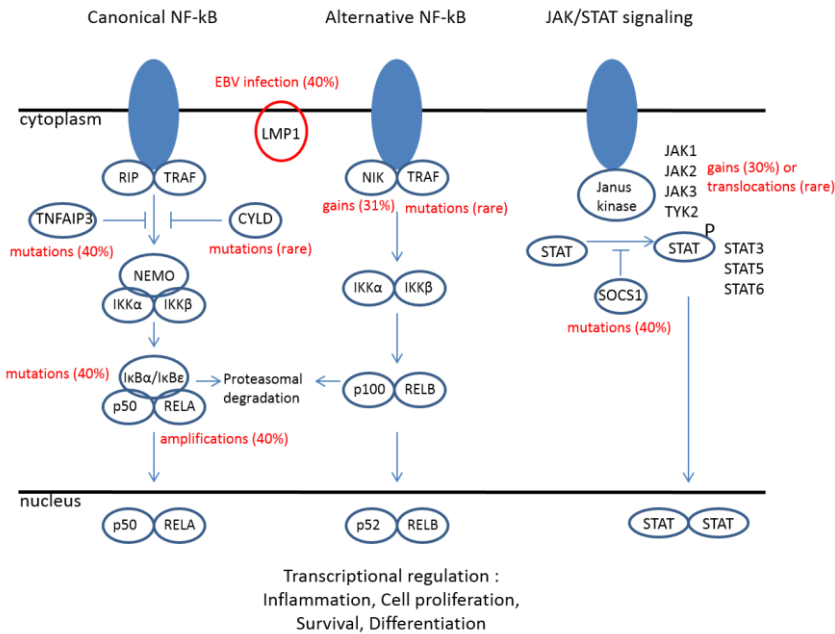 Canonical NF-kB
Alternative NF-kB
JAK/STAT signaling
EBV infection (40%)
cytoplasm
LMP1
RIP
TRAF
NIK
TRAF
Janus
kinase
JAK1
JAK2
JAK3
TYK2
gains (30%) or
translocations (rare)
gains (31%)
mutations (rare)
TNFAIP3
CYLD
mutations (40%)
mutations (rare)
STAT
STAT
P
STAT3
STAT5
STAT6
NEMO
IKKα
IKKβ
IKKα
IKKβ
SOCS1
mutations (40%)
mutations (40%)
IκBα/IκBε
p50
RELA
Proteasomal
degradation
p100
RELB
amplifications (40%)
nucleus
p50
RELA
p52
RELB
STAT
STAT
Transcriptional regulation :
Inflammation, Cell proliferation,
Survival, Differentiation